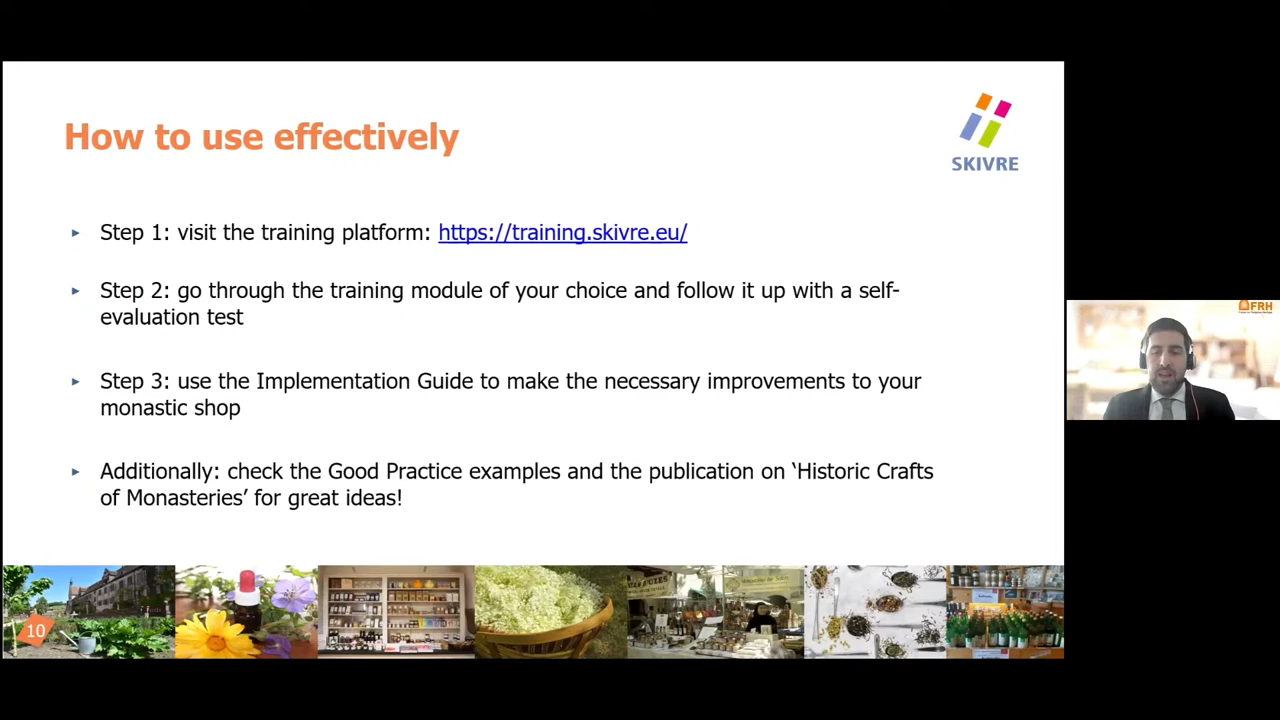 How to use effectively
SKIVRE
Step 1: visit the training platform: https://training.skivre.eu/
Step 2: go through the training module of your choice and follow it up with a self-
evaluation test
Step 3: use the Implementation Guide to make the necessary improvements to your
monastic shop
Additionally: check the Good Practice examples and the publication on ‘Historic Crafts
of Monasteries’ for great ideas!
10
FRH